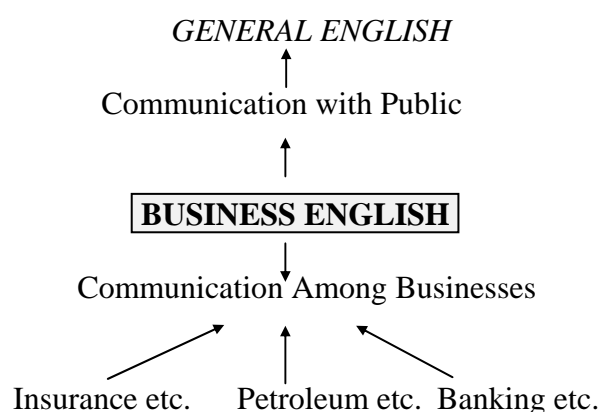 GENERAL ENGLISH
Communication with Public
BUSINESS ENGLISH
Communication Among Businesses
Insurance etc. Petroleum etc. Banking etc.